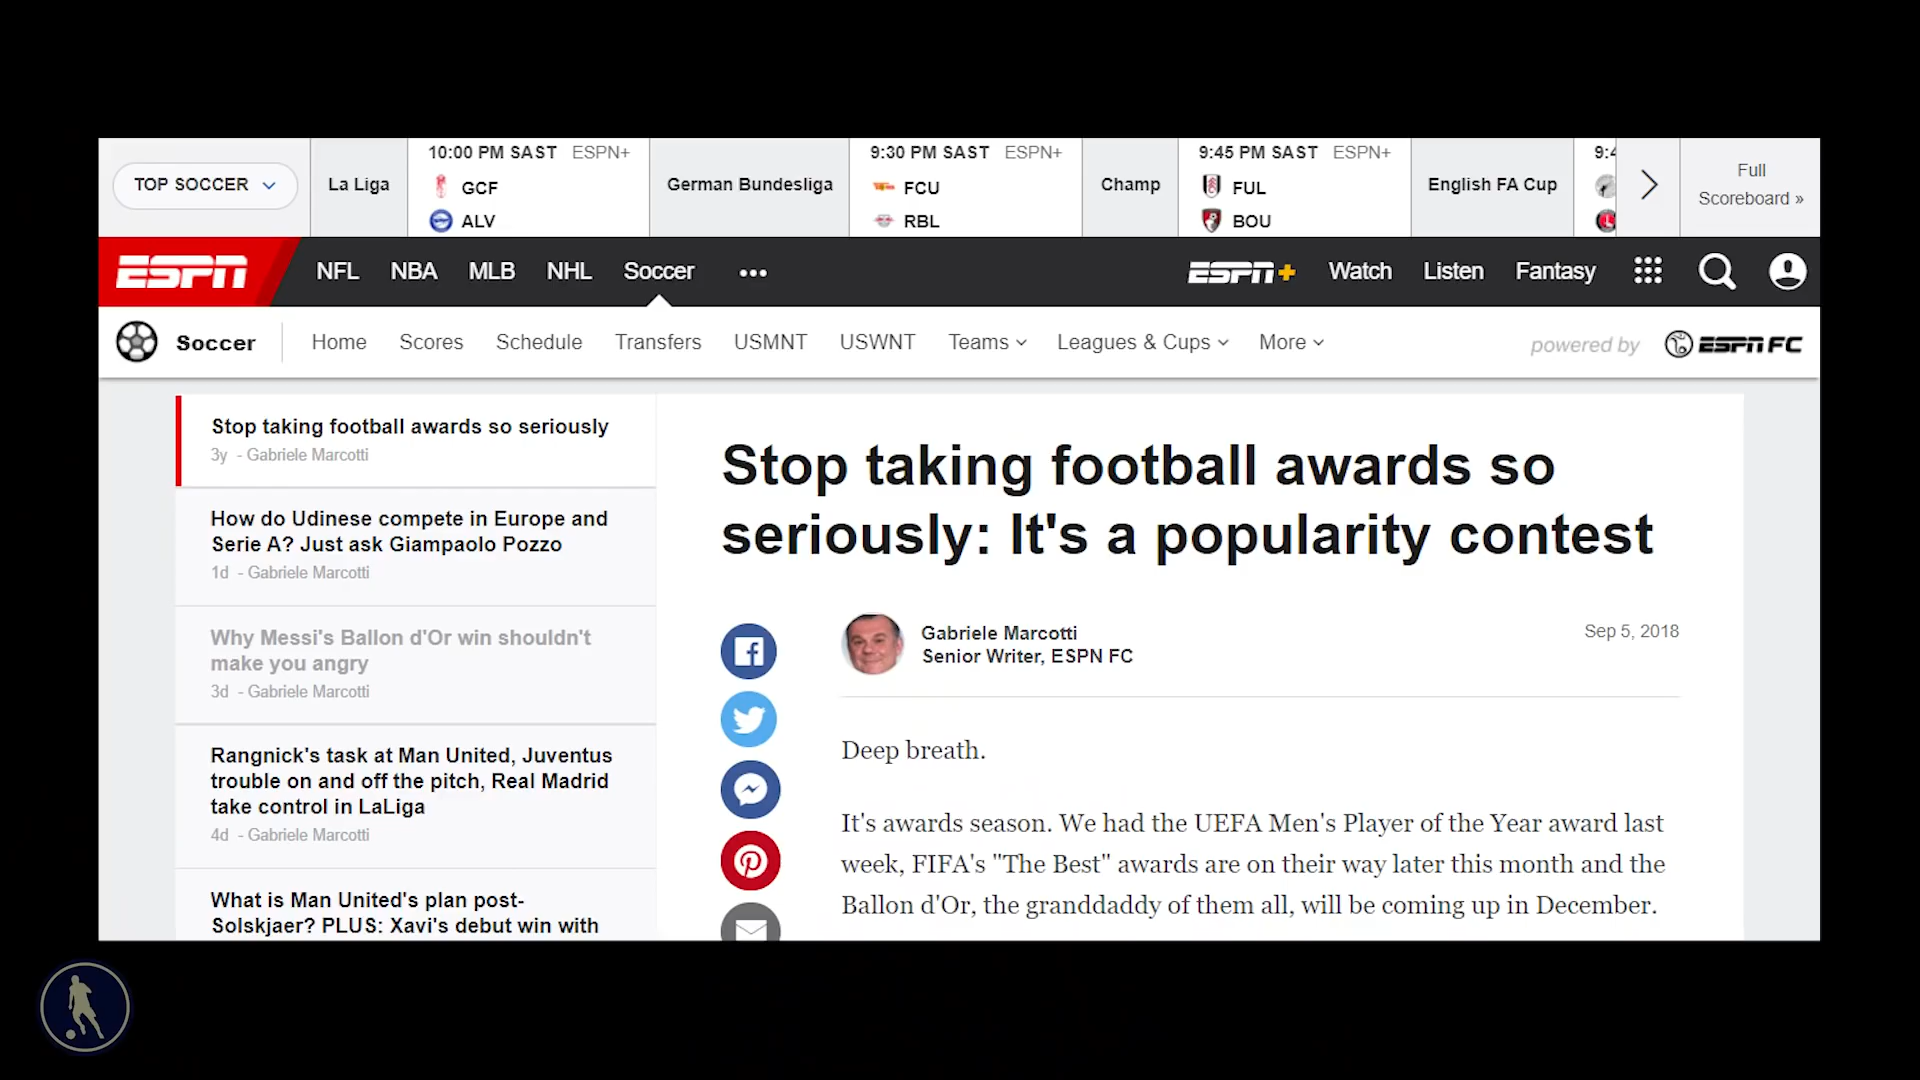 TOP SOCCER
La Liga
10:00 PM SAST ESPN+
GCF
ALV
German Bundesliga
9:30 PM SAST ESPN+
FCU
RBL
Champ
9:45 PM SAST ESPN+
FUL
BOU
English FA Cup
Full
Scoreboard »
ESPN NFL NBA MLB NHL Soccer ESPN+ Watch Listen Fantasy
Soccer Home Scores Schedule Transfers USMNT USWNT Teams Leagues & Cups More powered by ESPN FC
Stop taking football awards so seriously
3y - Gabriele Marcotti
How do Udinese compete in Europe and
Serie A? Just ask Giampaolo Pozzo
1d - Gabriele Marcotti
Why Messi's Ballon d'Or win shouldn't
make you angry
3d - Gabriele Marcotti
Rangnick's task at Man United, Juventus
trouble on and off the pitch, Real Madrid
take control in LaLiga
4d - Gabriele Marcotti
What is Man United's plan post-
Solskjaer? PLUS: Xavi's debut win with
Stop taking football awards so
seriously: It's a popularity contest
Gabriele Marcotti
Senior Writer, ESPN FC
Sep 5, 2018
Deep breath.
It's awards season. We had the UEFA Men's Player of the Year award last
week, FIFA's "The Best" awards are on their way later this month and the
Ballon d'Or, the granddaddy of them all, will be coming up in December.